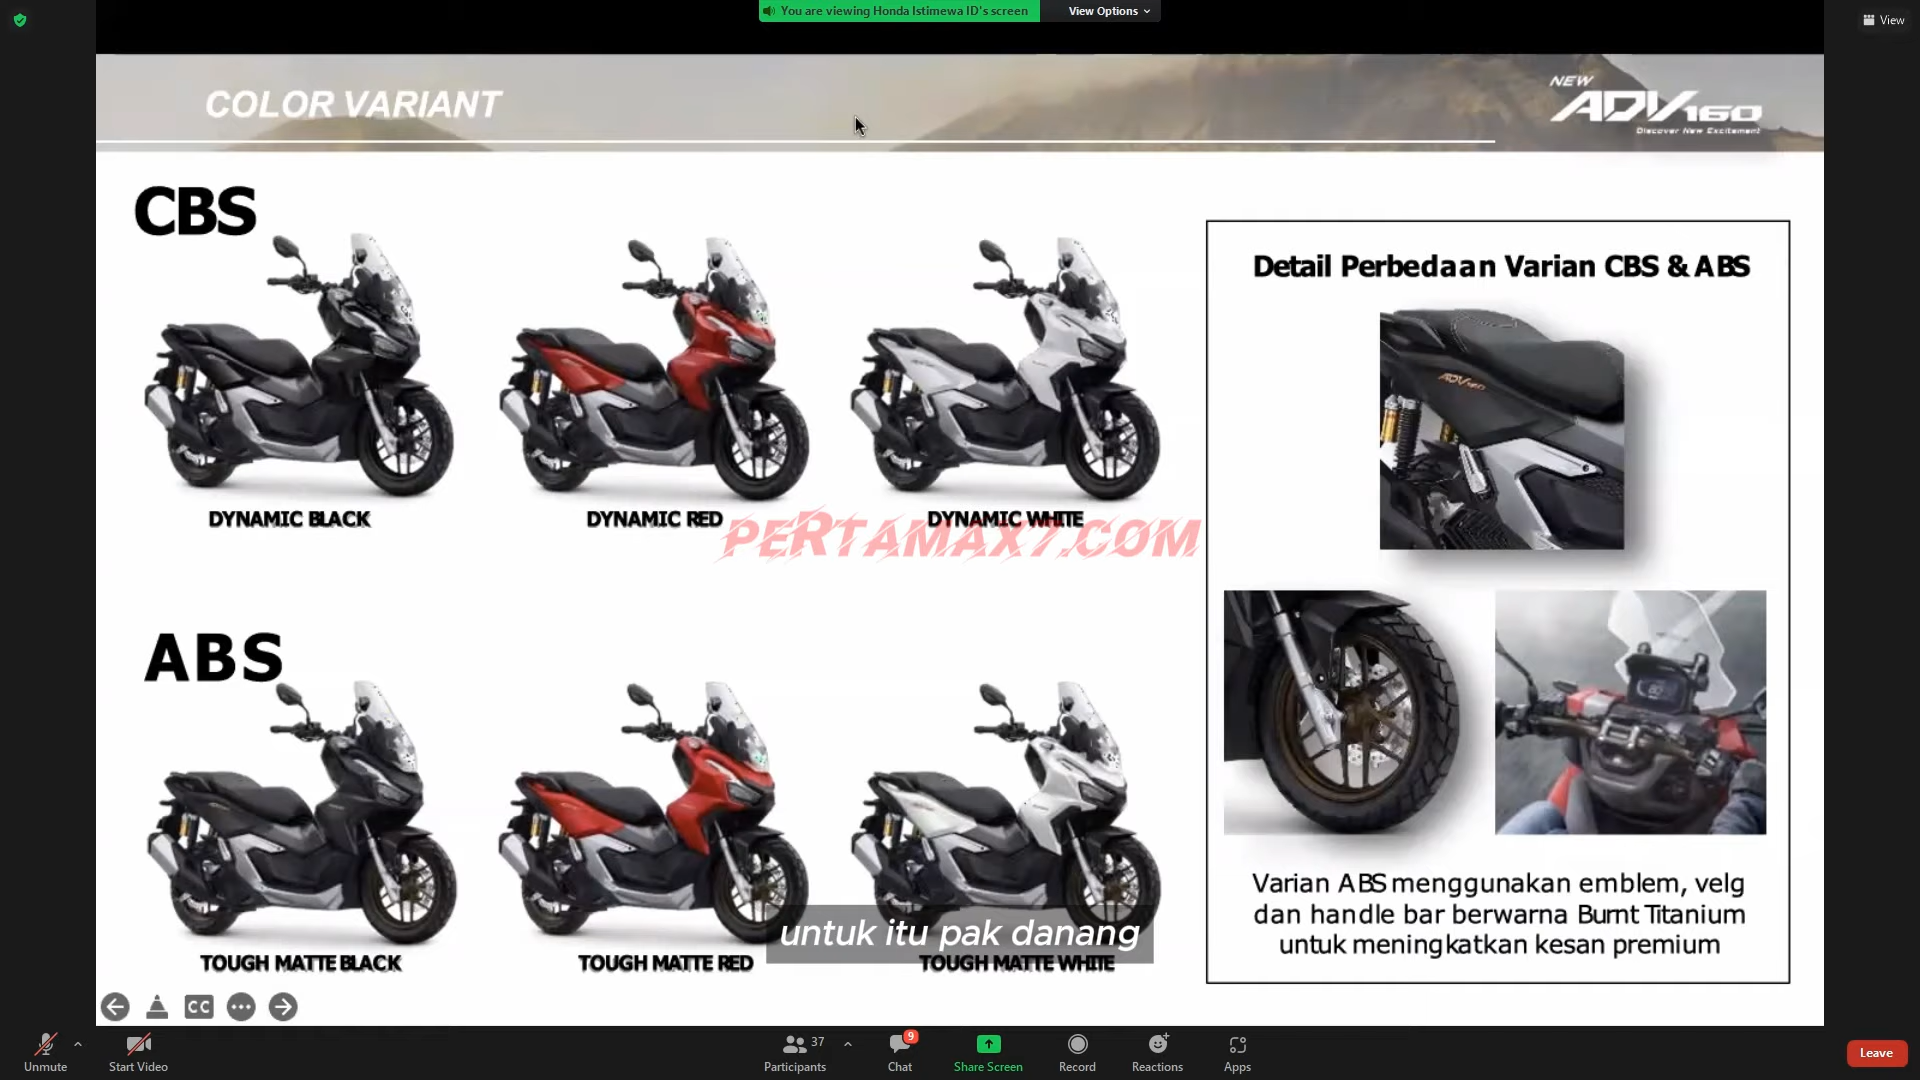 You are viewing Honda Istimewa ID's screen
View Options
View
COLOR VARIANT
NEW
ADV160
Discover New Excitement
CBS
DYNAMIC BLACK
DYNAMIC RED
DYNAMIC WHITE
PERTAMAX7.COM
ABS
TOUGH MATTE BLACK
TOUGH MATTE RED
TOUGH MATTE WHITE
untuk itu pak danang
Detail Perbedaan Varian CBS & ABS
ADV160
Varian ABS menggunakan emblem, velg
dan handle bar berwarna Burnt Titanium
untuk meningkatkan kesan premium
CC
Unmute
Start Video
37
Participants
9
Chat
Share Screen
Record
Reactions
Apps
Leave